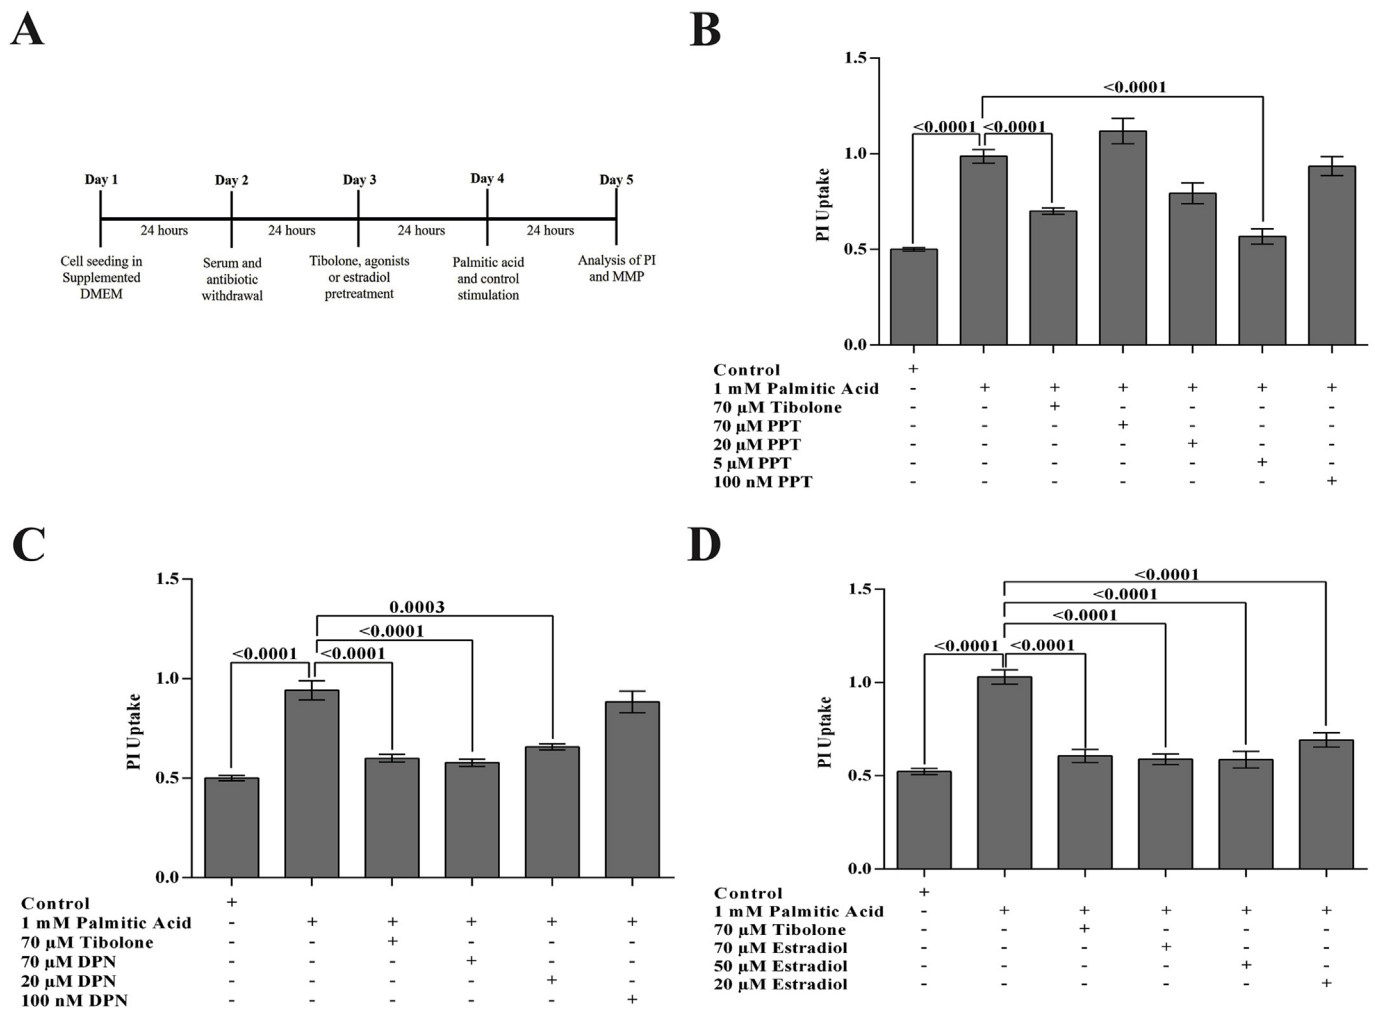 A
Day 1
Day 2
Day 3
Day 4
Day 5
24 hours
24 hours
24 hours
24 hours
Cell seeding in
Supplemented
DMEM
Serum and
antibiotic
withdrawal
Tibolone, agonists
or estradiol
pretreatment
Palmitic acid
and control
stimulation
Analysis of PI
and MMP
B
1.5
1.0
0.5
0.0
PI Uptake
<0.0001
<0.0001 <0.0001
Control +
1 mM Palmitic Acid - + + + + + +
70 µM Tibolone - - + - - - -
70 µM PPT - - - + - - -
20 µM PPT - - - - + - -
5 µM PPT - - - - - + -
100 nM PPT - - - - - - +
C
1.5
1.0
0.5
0.0
PI Uptake
0.0003
<0.0001
<0.0001 <0.0001
Control +
1 mM Palmitic Acid - + + + + +
70 µM Tibolone - - + - - -
70 µM DPN - - - + - -
20 µM DPN - - - - + -
100 nM DPN - - - - - +
D
1.5
1.0
0.5
0.0
PI Uptake
<0.0001
<0.0001
<0.0001
<0.0001 <0.0001
Control +
1 mM Palmitic Acid - + + + + +
70 µM Tibolone - - + - - -
70 µM Estradiol - - - + - -
50 µM Estradiol - - - - + -
20 µM Estradiol - - - - - +